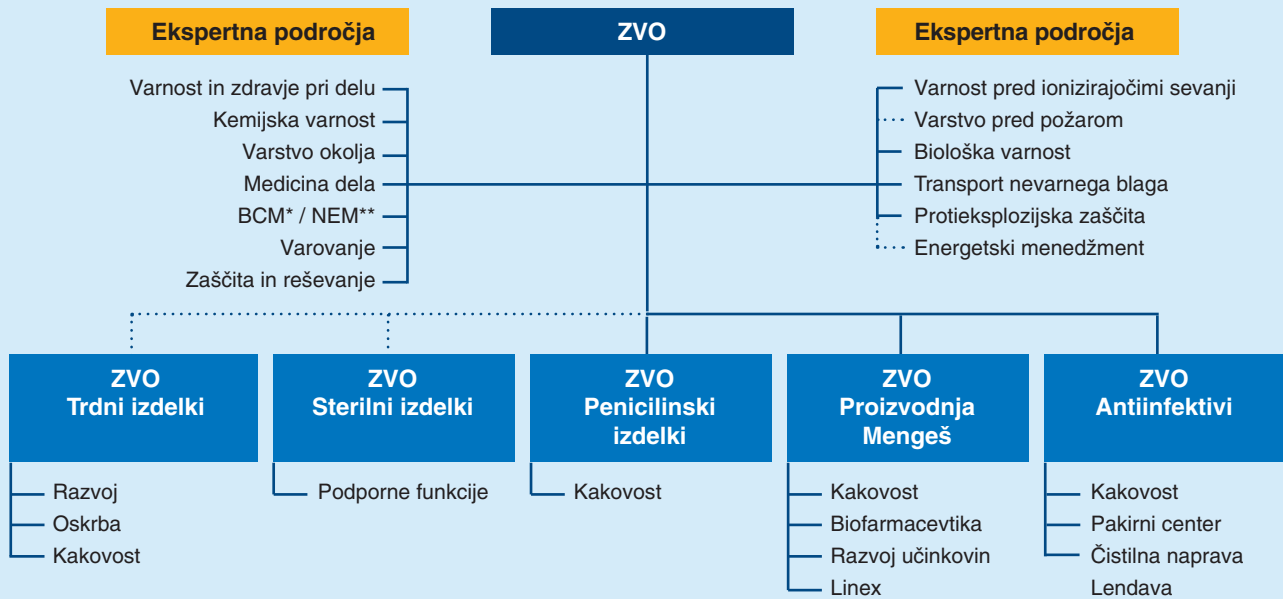 Ekspertna področja
ZVO
Ekspertna področja
Varnost in zdravje pri delu
Kemijska varnost
Varstvo okolja
Medicina dela
BCM* / NEM**
Varovanje
Zaščita in reševanje
Varnost pred ionizirajočimi sevanji
Varstvo pred požarom
Biološka varnost
Transport nevarnega blaga
Protieksplozijska zaščita
Energetski menedžment
ZVO
Trdni izdelki
Razvoj
Oskrba
Kakovost
ZVO
Sterilni izdelki
Podporne funkcije
ZVO
Penicilinski
izdelki
Kakovost
ZVO
Proizvodnja
Mengeš
Kakovost
Biofarmacevtika
Razvoj učinkovin
Linex
ZVO
Antiinfektivi
Kakovost
Pakirni center
Čistilna naprava
Lendava